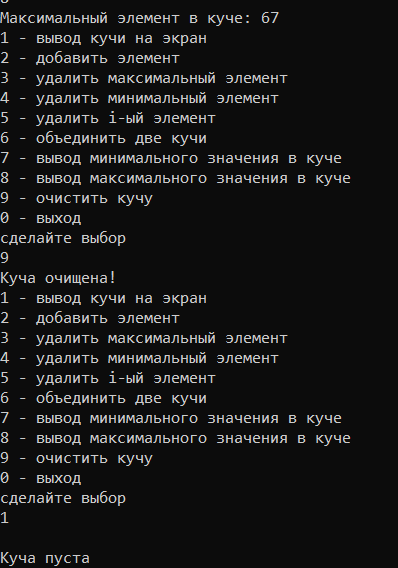 Максимальный элемент в куче: 67
1 - вывод кучи на экран
2 - добавить элемент
3 - удалить максимальный элемент
4 - удалить минимальный элемент
5 - удалить i-ый элемент
6 - объединить две кучи
7 - вывод минимального значения в куче
8 - вывод максимального значения в куче
9 - очистить кучу
0 - выход
сделайте выбор
9
Куча очищена!
1 - вывод кучи на экран
2 - добавить элемент
3 - удалить максимальный элемент
4 - удалить минимальный элемент
5 - удалить i-ый элемент
6 - объединить две кучи
7 - вывод минимального значения в куче
8 - вывод максимального значения в куче
9 - очистить кучу
0 - выход
сделайте выбор
1
Куча пуста